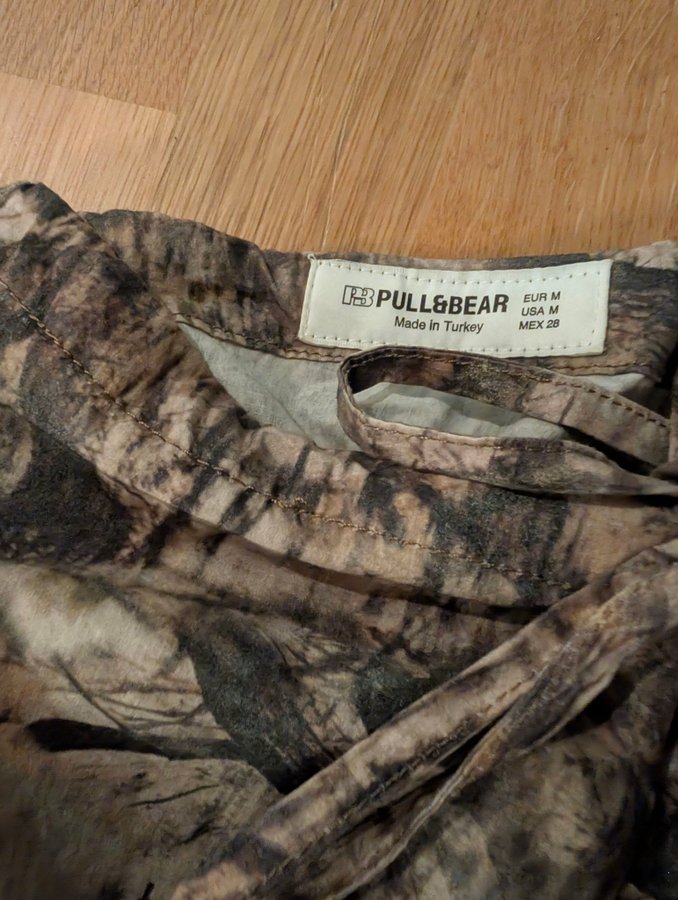 PB PULL&BEAR
Made in Turkey
EUR M
USA M
MEX 28